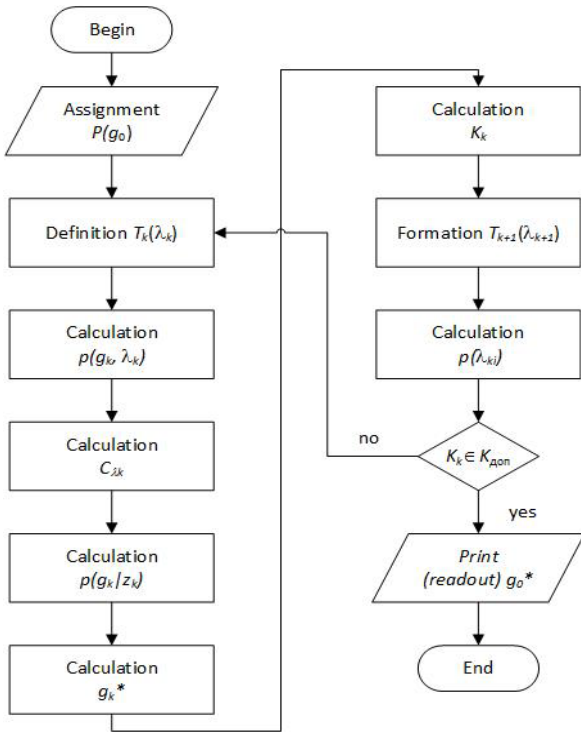 Begin
Assignment
P(g₀)
Definition Tₖ(λₖ)
Calculation
p(gₖ, λₖ)
Calculation
C_λₖ
Calculation
p(gₖ|zₖ)
Calculation
gₖ*
Calculation
Kₖ
Formation Tₖ₊₁(λₖ₊₁)
Calculation
p(λₖᵢ)
no
Kₖ ∈ K_доп
yes
Print
(readout) g₀*
End